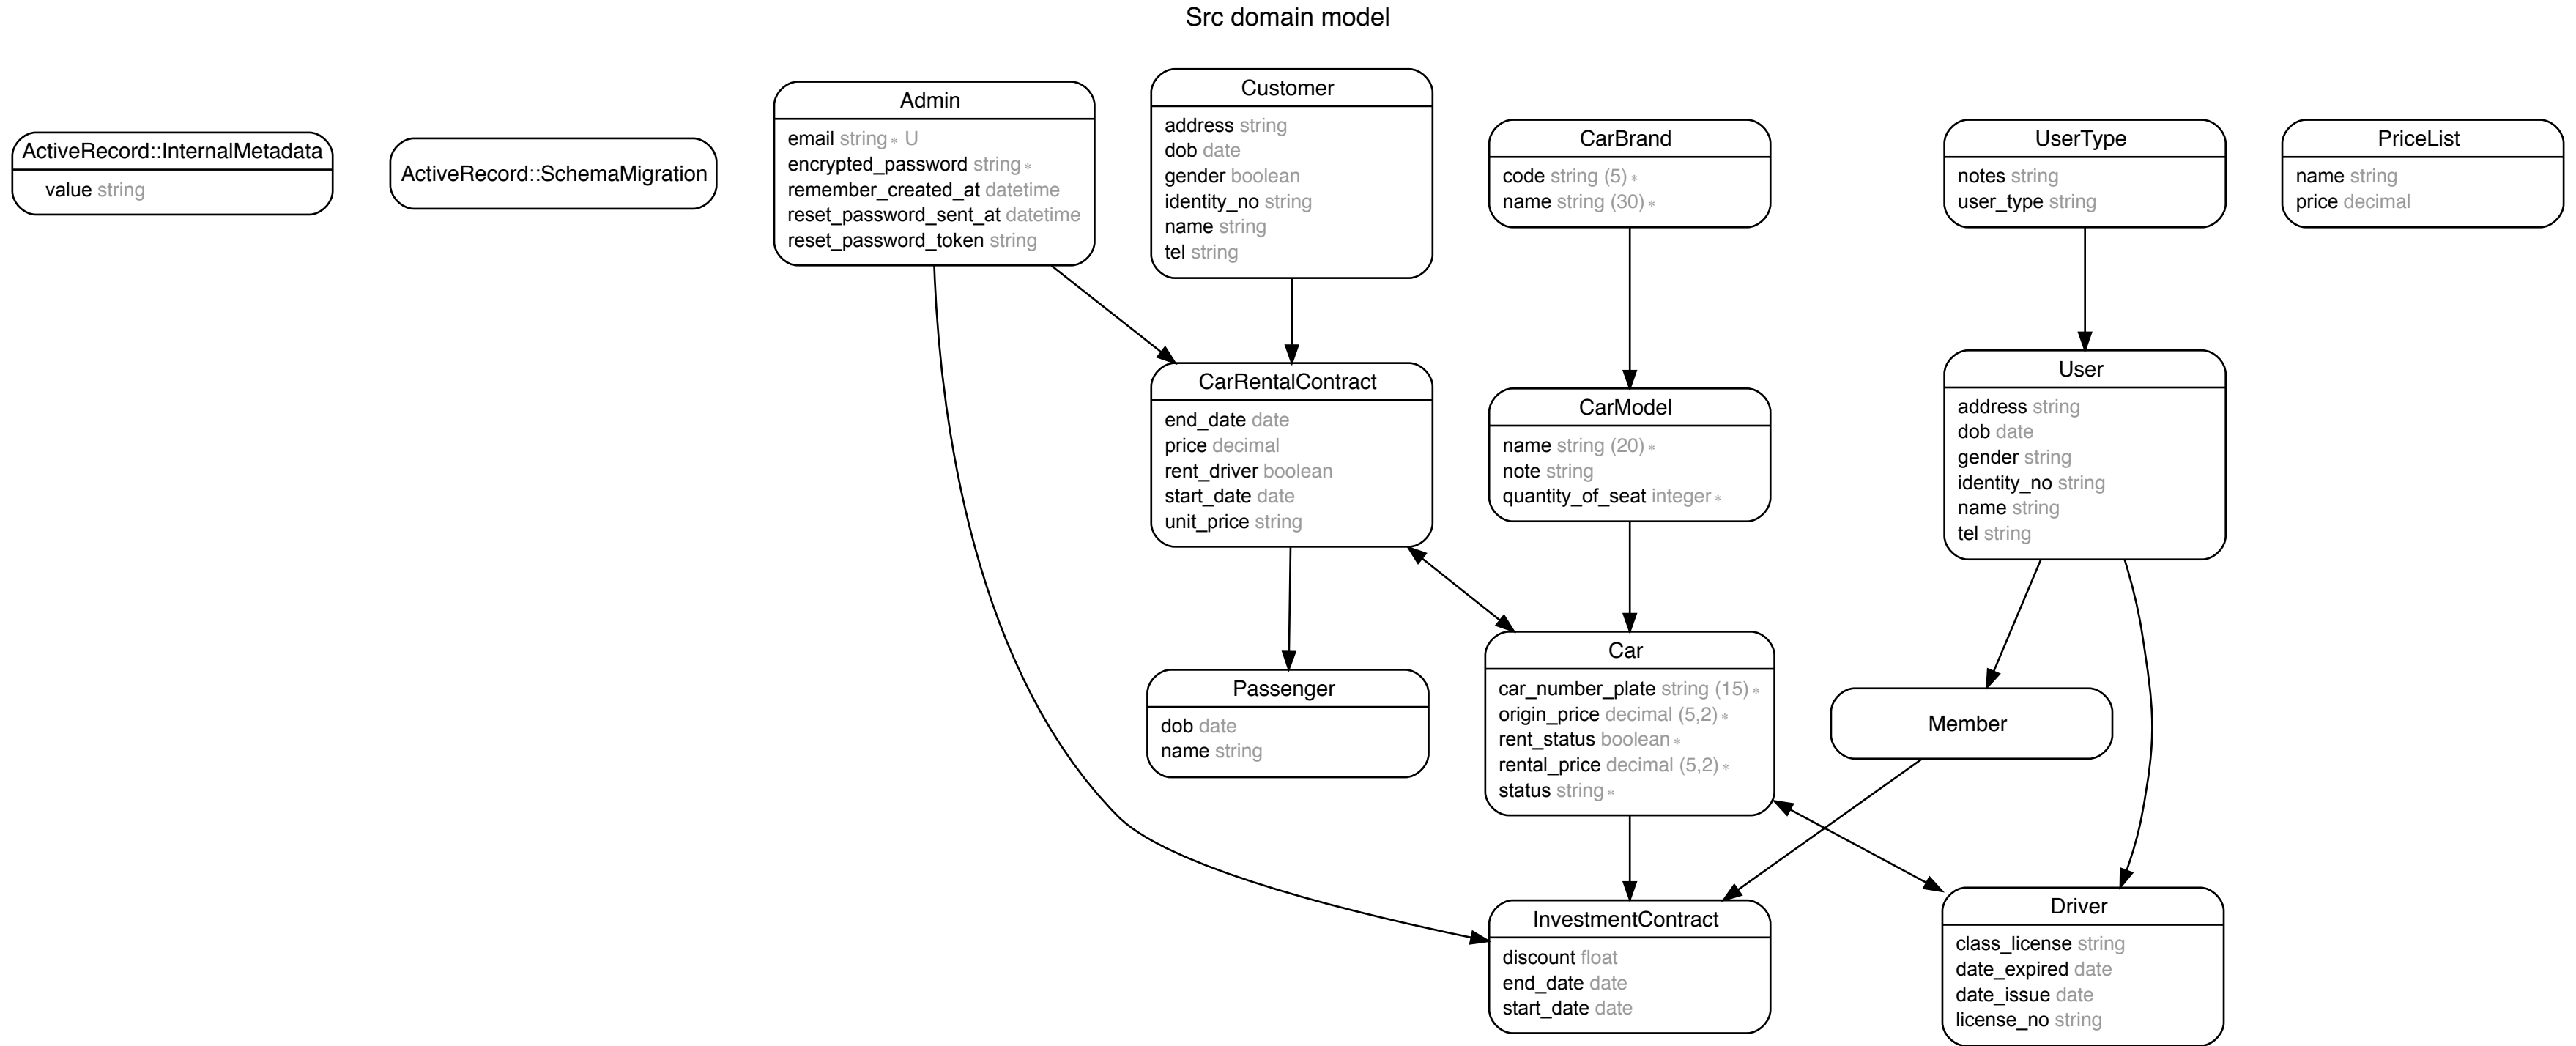 Src domain model
ActiveRecord::InternalMetadata
value string
ActiveRecord::SchemaMigration
Admin
email string * U
encrypted_password string *
remember_created_at datetime
reset_password_sent_at datetime
reset_password_token string
Customer
address string
dob date
gender boolean
identity_no string
name string
tel string
CarBrand
code string (5) *
name string (30) *
UserType
notes string
user_type string
PriceList
name string
price decimal
CarRentalContract
end_date date
price decimal
rent_driver boolean
start_date date
unit_price string
CarModel
name string (20) *
note string
quantity_of_seat integer *
User
address string
dob date
gender string
identity_no string
name string
tel string
Passenger
dob date
name string
Car
car_number_plate string (15) *
origin_price decimal (5,2) *
rent_status boolean *
rental_price decimal (5,2) *
status string *
Member
InvestmentContract
discount float
end_date date
start_date date
Driver
class_license string
date_expired date
date_issue date
license_no string